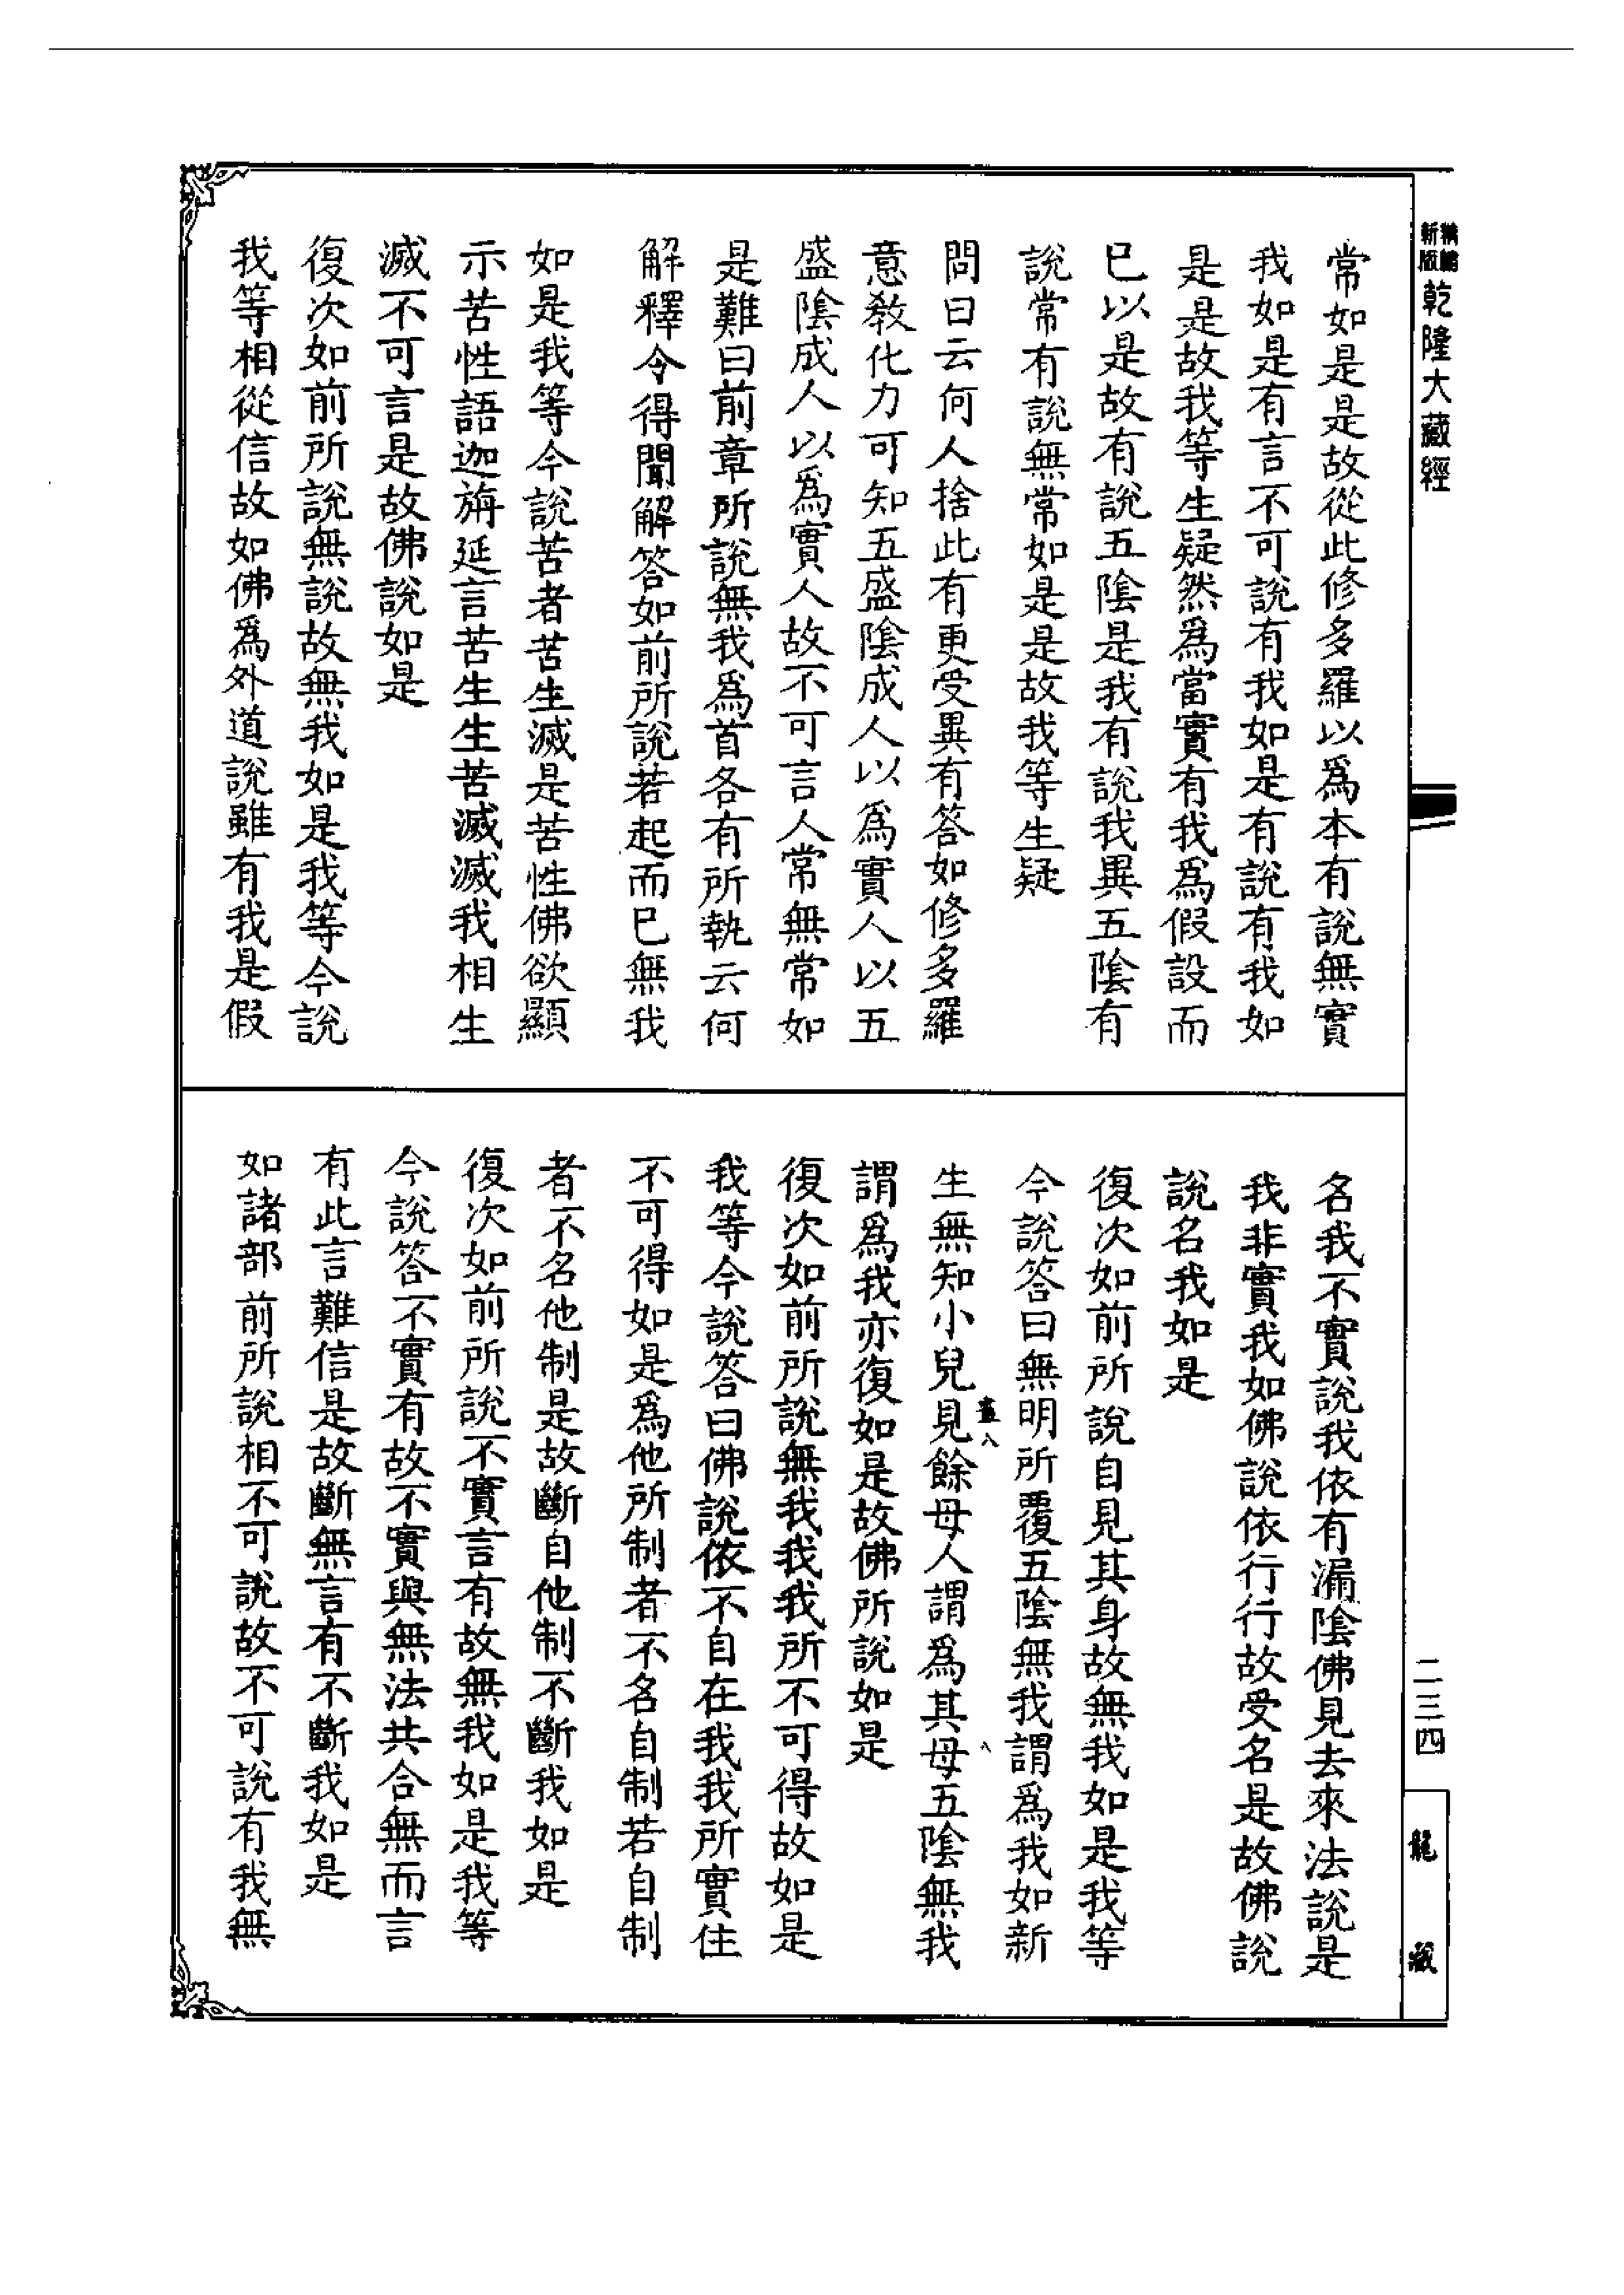 新編
縮版
乾隆大藏經
常如是是故從此修多羅以爲本有說無實
我如是有言不可說有我如是有說有我如
是是故我等生疑然爲當實有我爲假設而
已以是故有說五陰是我有說我異五陰有
說常有說無常如是是故我等生疑
問曰云何人捨此有更受異有答如修多羅
意教化力可知五盛陰成人以爲實人以五
盛陰成人以爲實人故不可言人常無常如
是難曰前章所說無我爲首各有所執云何
解釋令得聞解答如前所說若起而已無我
如是我等今說苦者苦生滅是苦性佛欲顯
示苦性語迦旃延言苦生生苦滅滅我相生
滅不可言是故佛說如是
復次如前所說無說故無我如是我等今說
我等相從信故如佛爲外道說雖有我是假
名我不實說我依有漏陰佛見去來法說是
我非實我如佛說依行行故受名是故佛說
說名我如是
復次如前所說自見其身故無我如是我等
今說答曰無明所覆五陰無我謂爲我如新
生無知小兒見餘母人謂爲其母五陰無我
謂爲我亦復如是故佛所說如是
復次如前所說無我我我所不可得故如是
我等今說答曰佛說依不自在我我所實住
不可得如是爲他所制者不名自制若自制
者不名他制是故斷自他制不斷我如是
復次如前所說不實言有故無我如是我等
今說答不實有故不實與無法共合無而言
有此言難信是故斷無言有不斷我如是
如諸部前所說相不可說故不可說有我無
二三四
龍藏